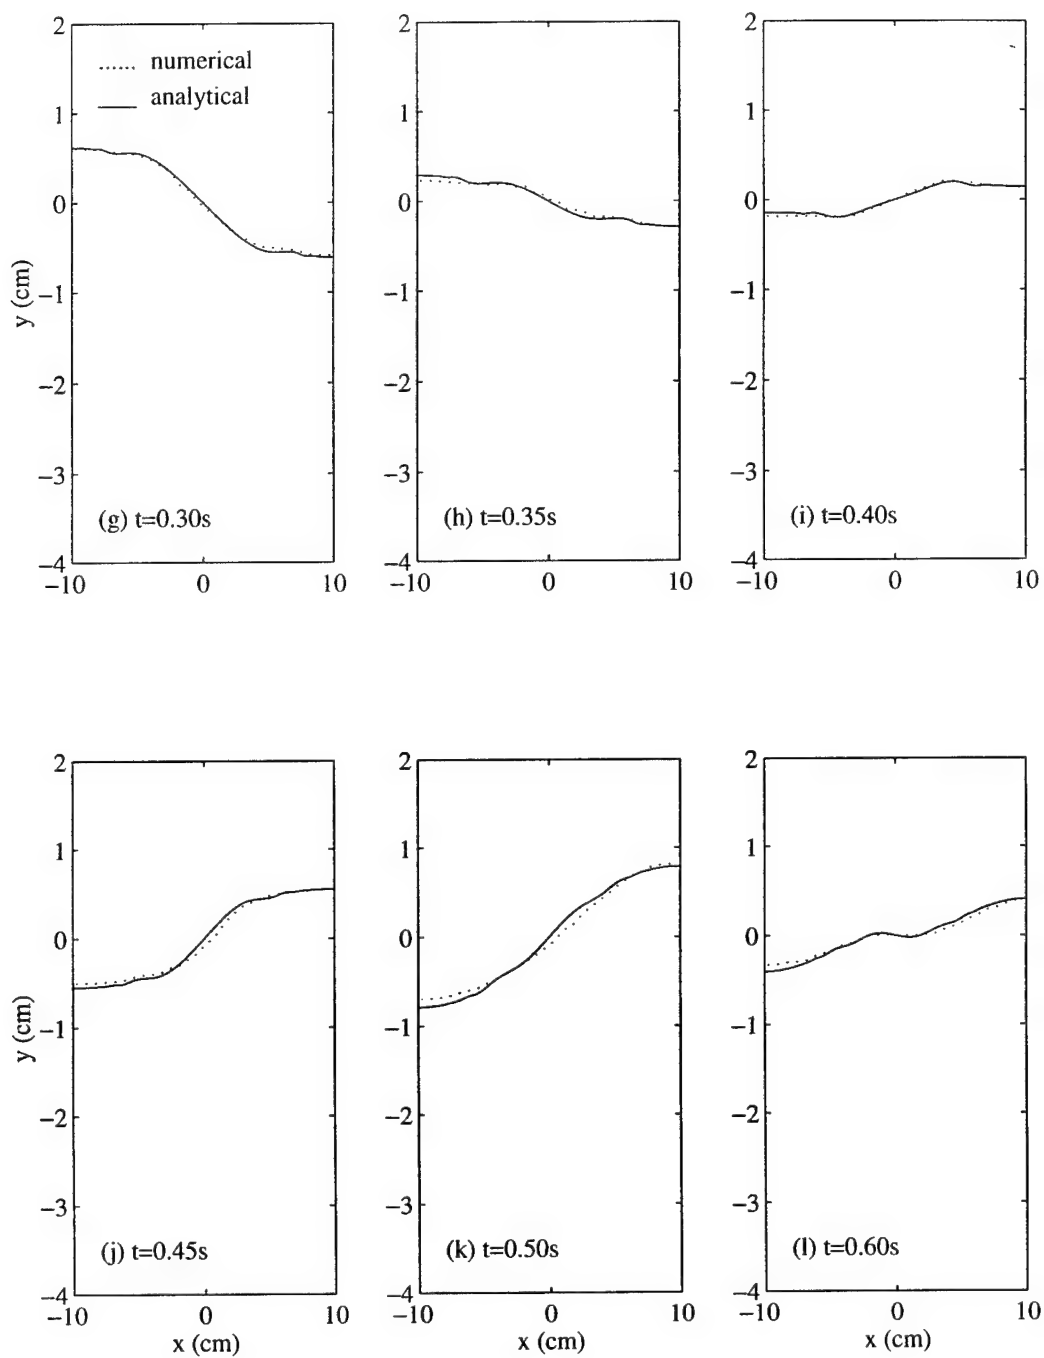 2 2 2
numerical
analytical
1 1 1
0 0 0
y (cm)
−1 −1 −1
−2 −2 −2
−3 −3 −3
(g) t=0.30s (h) t=0.35s (i) t=0.40s
−4 −4 −4
−10 0 10 −10 0 10 −10 0 10
2 2 2
1 1 1
0 0 0
y (cm)
−1 −1 −1
−2 −2 −2
−3 −3 −3
(j) t=0.45s (k) t=0.50s (l) t=0.60s
−4 −4 −4
−10 0 10 −10 0 10 −10 0 10
x (cm) x (cm) x (cm)